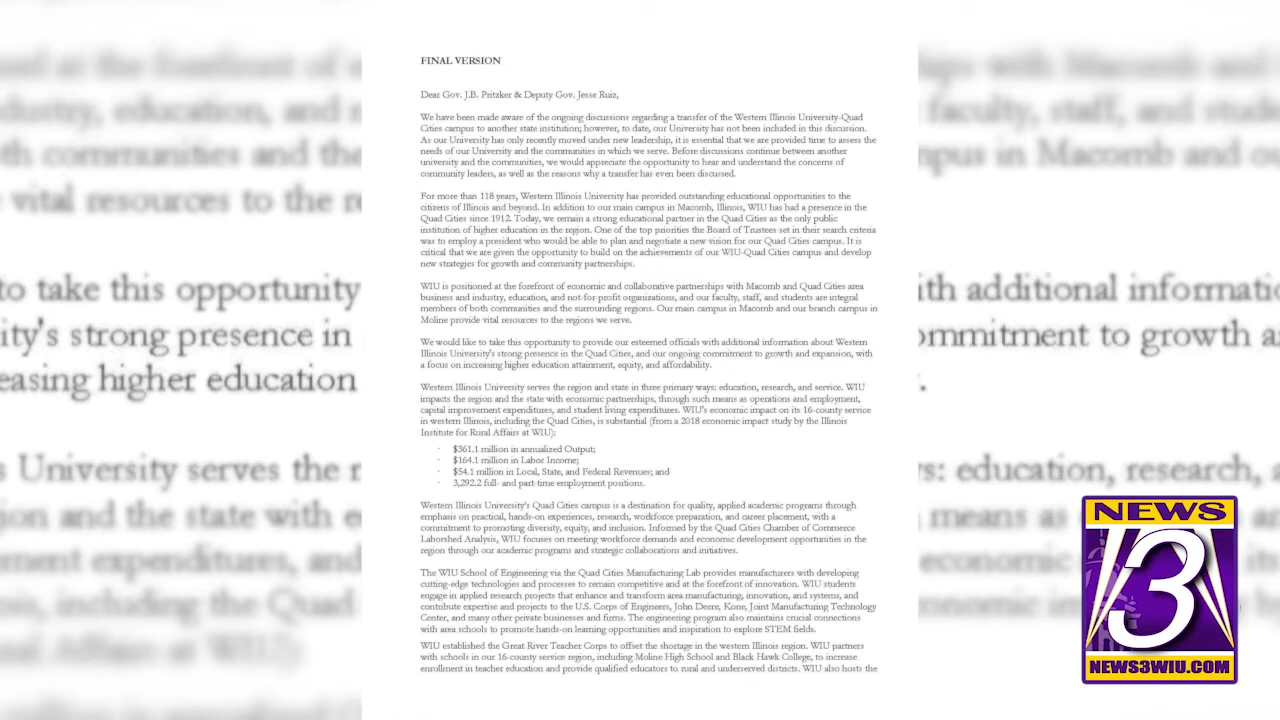 FINAL VERSION
Dear Gov. J.B. Pritzker & Deputy Gov. Jesse Ruiz,
We have been made aware of the ongoing discussions regarding a transfer of the Western Illinois University-Quad
Cities campus to another state institution; however, to date, our University has not been included in this discussion.
As our University has only recently moved under new leadership, it is essential that we are provided time to assess the
needs of our University and the communities in which we serve. Before discussions continue between another
university and the communities, we would appreciate the opportunity to hear and understand the concerns of
community leaders, as well as the reasons why a transfer has even been discussed.
For more than 118 years, Western Illinois University has provided outstanding educational opportunities to the
citizens of Illinois and beyond. In addition to our main campus in Macomb, Illinois, WIU has had a presence in the
Quad Cities since 1912. Today, we remain a strong educational partner in the Quad Cities as the only public
institution of higher education in the region. One of the top priorities the Board of Trustees set in their search criteria
was to employ a president who would be able to plan and negotiate a new vision for our Quad Cities campus. It is
critical that we are given the opportunity to build on the achievements of our WIU-Quad Cities campus and develop
new strategies for growth and community partnerships.
WIU is positioned at the forefront of economic and collaborative partnerships with Macomb and Quad Cities area
business and industry, education, and not-for-profit organizations, and our faculty, staff, and students are integral
members of both communities and the surrounding regions. Our main campus in Macomb and our branch campus in
Moline provide vital resources to the regions we serve.
We would like to take this opportunity to provide our esteemed officials with additional information about Western
Illinois University's strong presence in the Quad Cities, and our ongoing commitment to growth and expansion, with
a focus on increasing higher education attainment, equity, and affordability.
Western Illinois University serves the region and state in three primary ways: education, research, and service. WIU
impacts the region and the state with economic partnerships, through such means as operations and employment,
capital improvement expenditures, and student living expenditures. WIU's economic impact on its 16-county service
in western Illinois, including the Quad Cities, is substantial (from a 2018 economic impact study by the Illinois
Institute for Rural Affairs at WIU):
· $361.1 million in annualized Output;
· $164.1 million in Labor Income;
· $54.1 million in Local, State, and Federal Revenues; and
· 3,292.2 full- and part-time employment positions.
Western Illinois University's Quad Cities campus is a destination for quality, applied academic programs through
emphasis on practical, hands-on experiences, research, workforce preparation, and career placement, with a
commitment to promoting diversity, equity, and inclusion. Informed by the Quad Cities Chamber of Commerce
Laborshed Analysis, WIU focuses on meeting workforce demands and economic development opportunities in the
region through our academic programs and strategic collaborations and initiatives.
The WIU School of Engineering via the Quad Cities Manufacturing Lab provides manufacturers with developing
cutting-edge technologies and processes to remain competitive and at the forefront of innovation. WIU students
engage in applied research projects that enhance and transform area manufacturing, innovation, and systems, and
contribute expertise and projects to the U.S. Corps of Engineers, John Deere, Kone, Joint Manufacturing Technology
Center, and many other private businesses and firms. The engineering program also maintains crucial connections
with area schools to promote hands-on learning opportunities and inspiration to explore STEM fields.
WIU established the Great River Teacher Corps to offset the shortage in the western Illinois region. WIU partners
with schools in our 16-county service region, including Moline High School and Black Hawk College, to increase
enrollment in teacher education and provide qualified educators to rural and underserved districts. WIU also hosts the
to take this opportunity
ity's strong presence in
easing higher education
s University serves the r
ith additional informatio
ommitment to growth a
NEWS
3
NEWS3WIU.COM